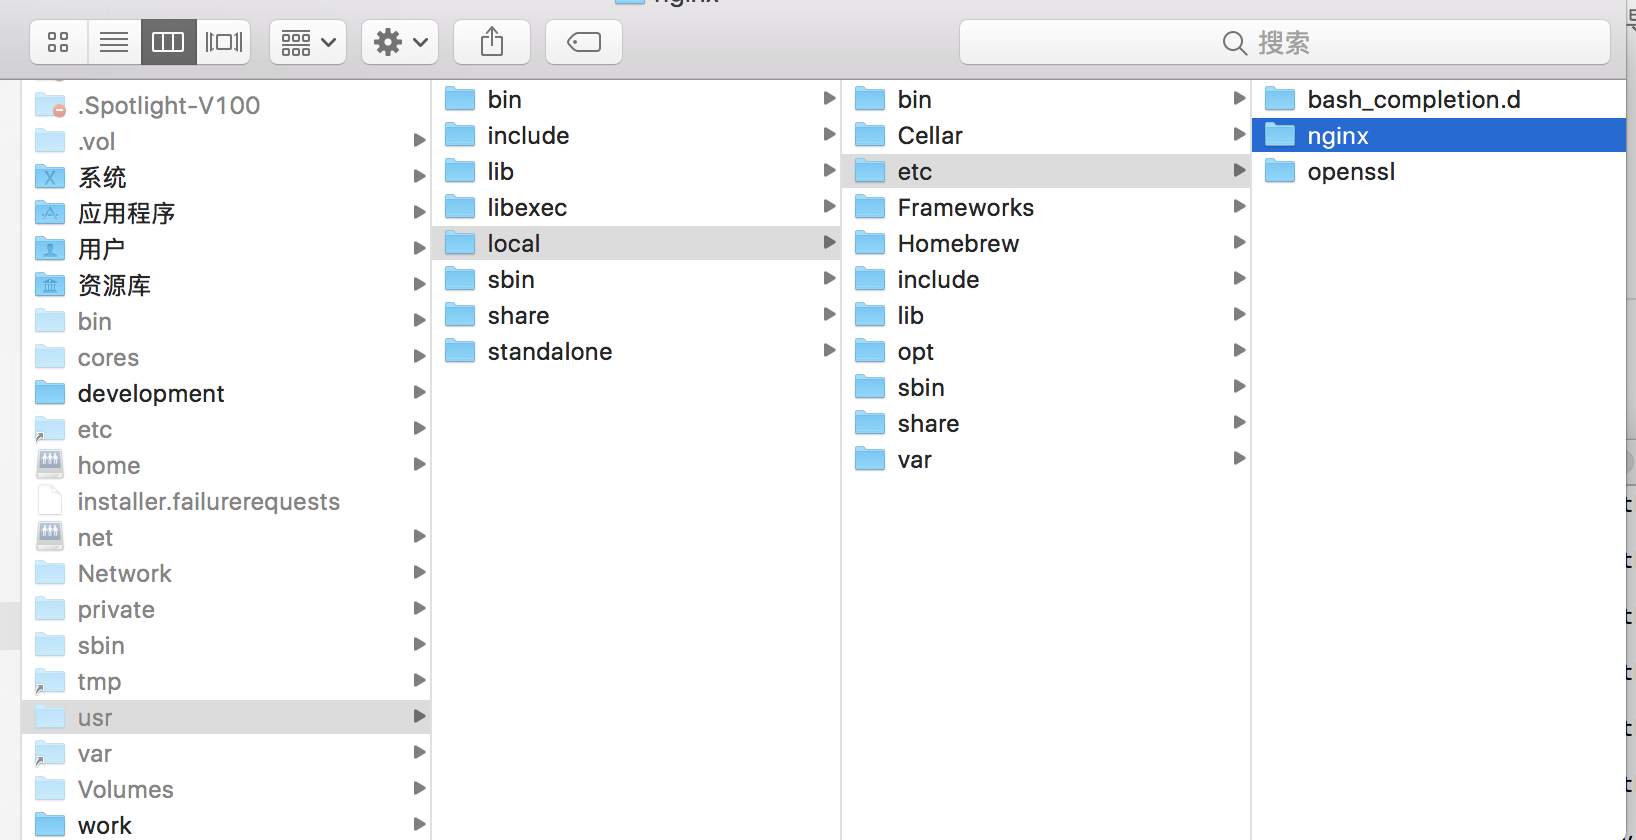 nginx
搜索
.Spotlight-V100
.vol
系统
应用程序
用户
资源库
bin
cores
development
etc
home
installer.failurerequests
net
Network
private
sbin
tmp
usr
var
Volumes
work
bin
include
lib
libexec
local
sbin
share
standalone
bin
Cellar
etc
Frameworks
Homebrew
include
lib
opt
sbin
share
var
bash_completion.d
nginx
openssl